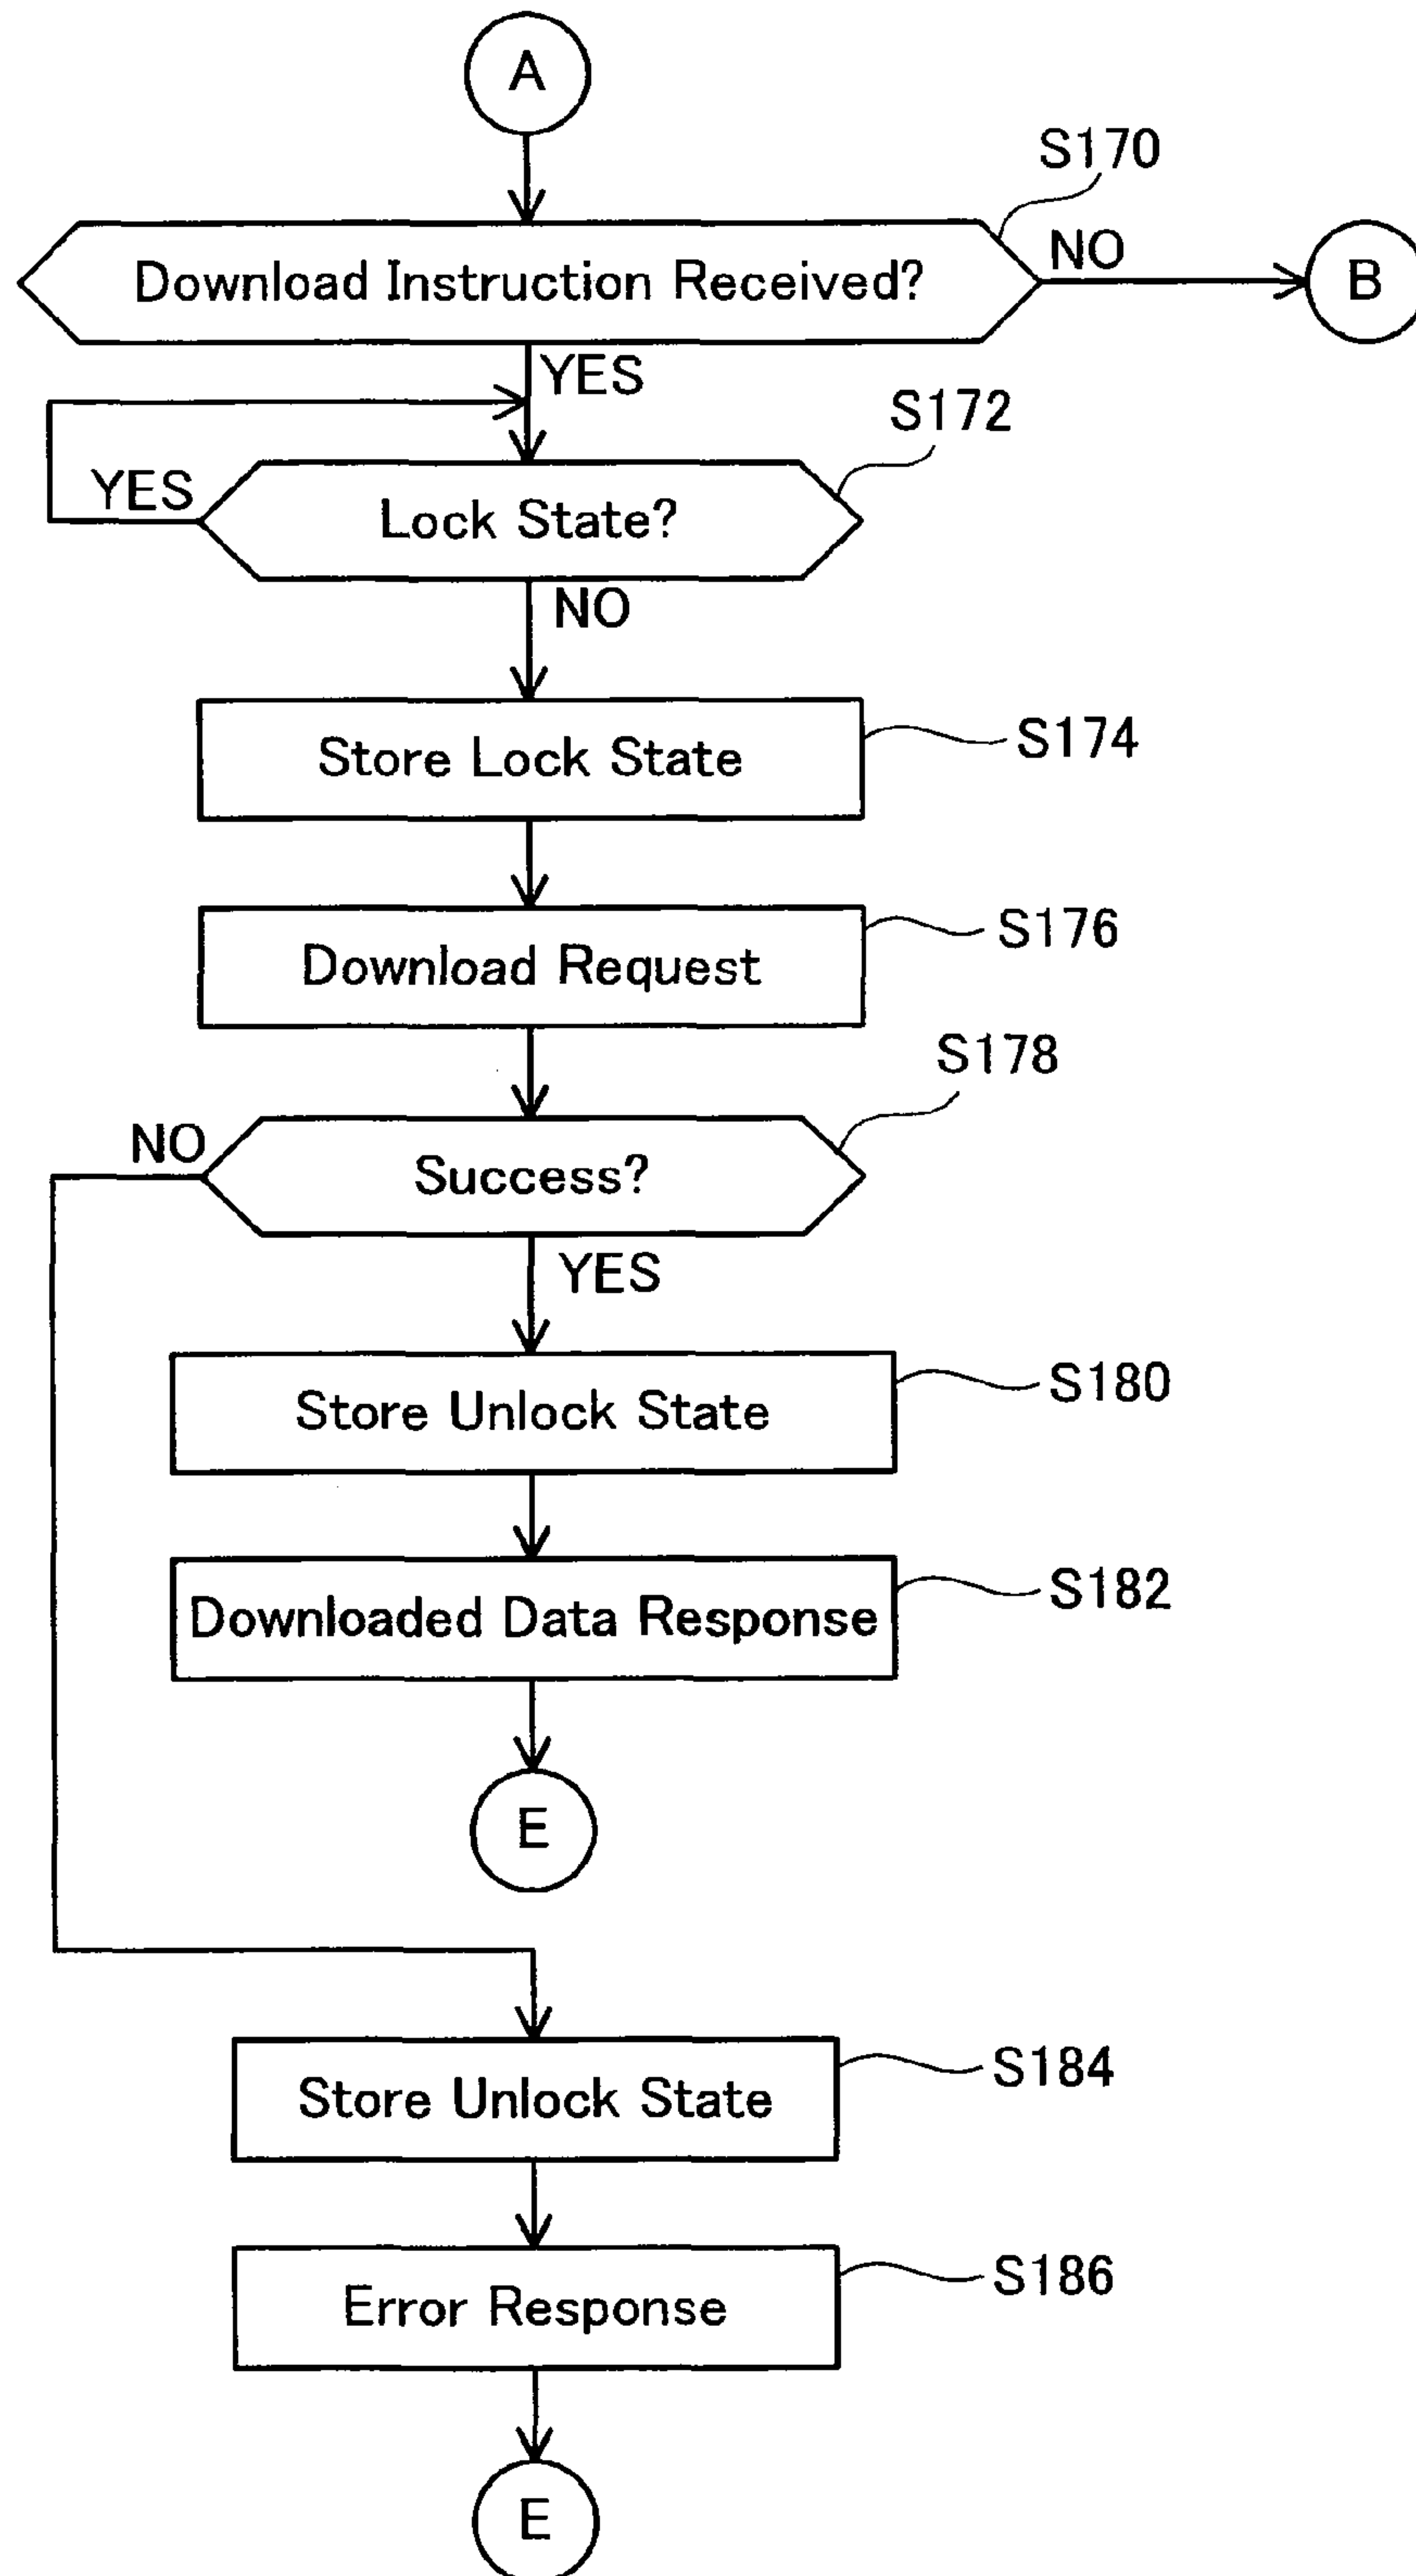 A
S170
Download Instruction Received?
NO
B
YES
S172
YES
Lock State?
NO
Store Lock State
S174
Download Request
S176
S178
NO
Success?
YES
Store Unlock State
S180
Downloaded Data Response
S182
E
Store Unlock State
S184
Error Response
S186
E